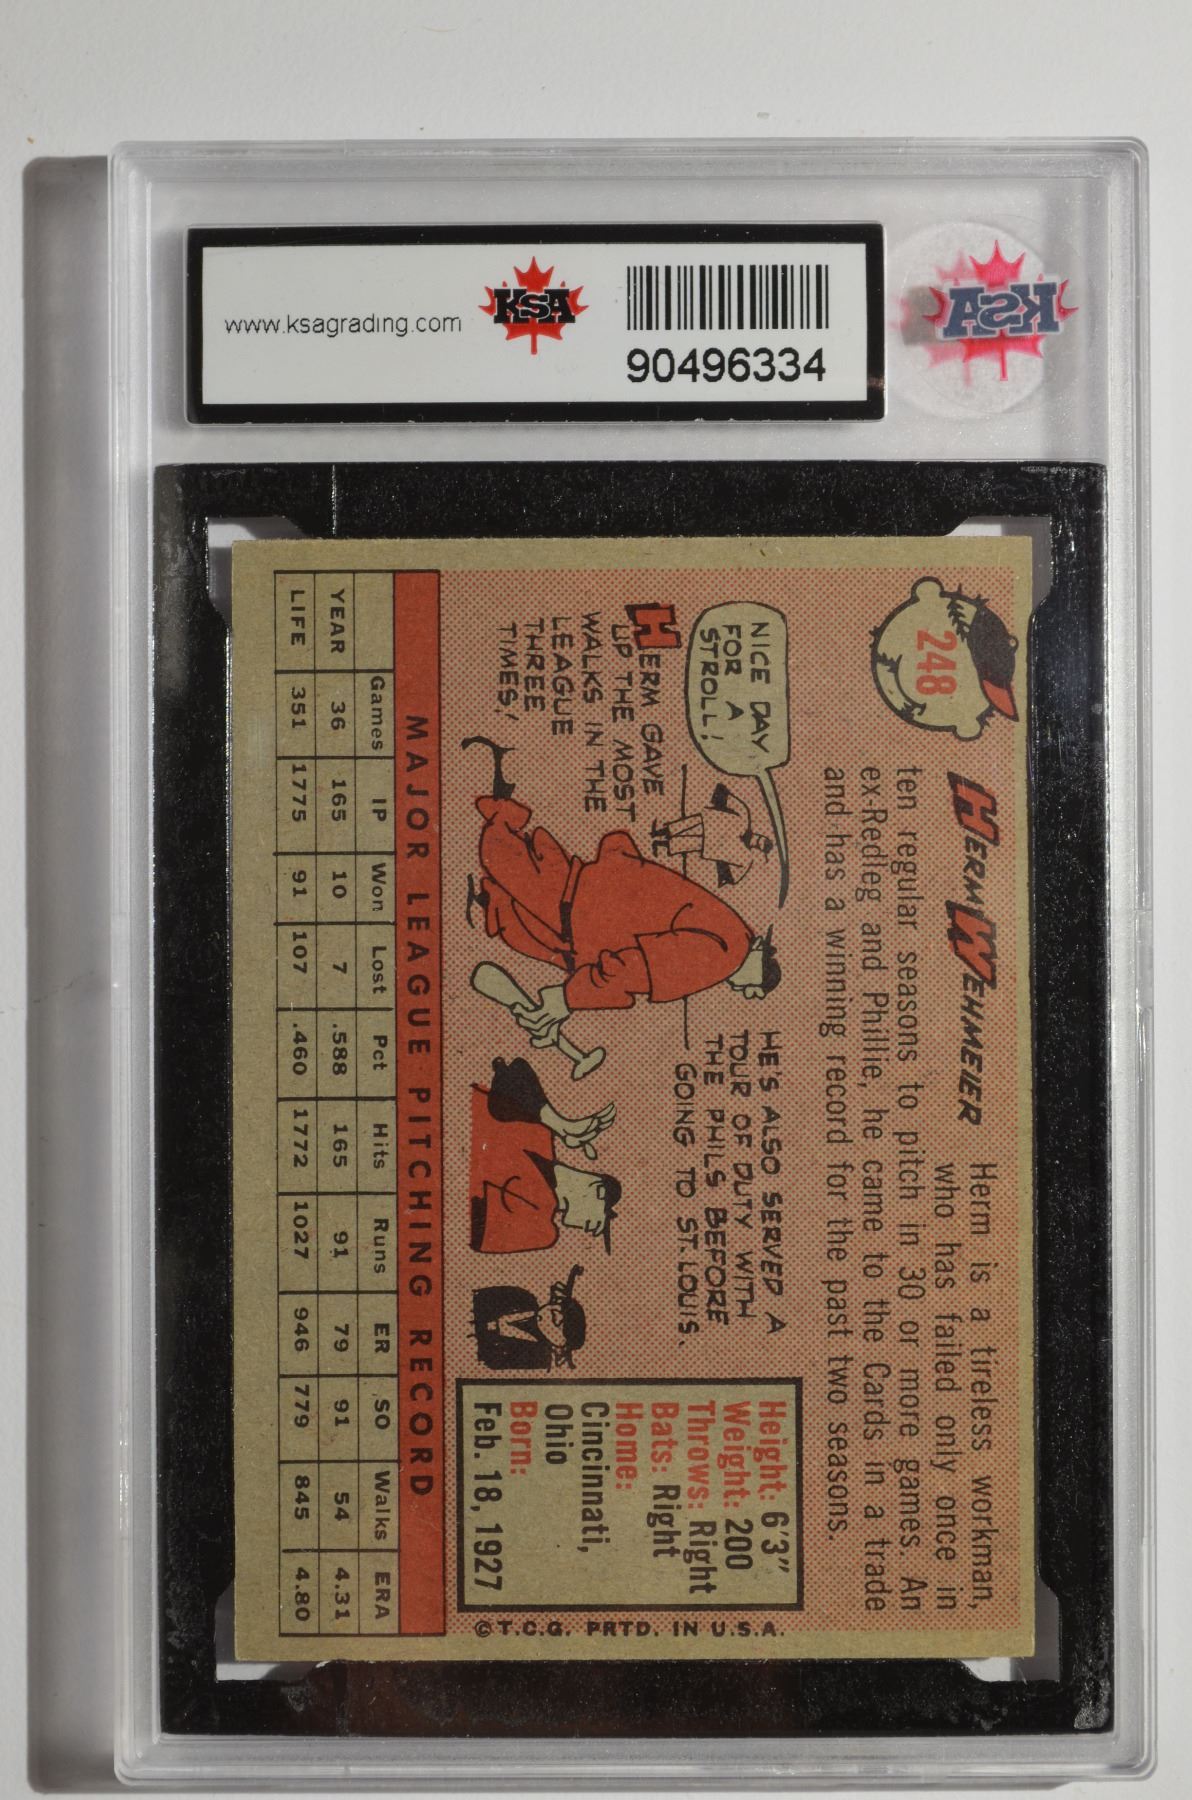 www.ksagrading.com
KSA
90496334
KSA
248
HERM WEHMEIER
Herm is a tireless workman,
who has failed only once in
ten regular seasons to pitch in 30 or more games. An
ex-Redleg and Phillie, he came to the Cards in a trade
and has a winning record for the past two seasons.
NICE DAY
FOR A
STROLL!
HERM GAVE
UP THE MOST
WALKS IN THE
LEAGUE
THREE
TIMES!
HE'S ALSO SERVED A
TOUR OF DUTY WITH
THE PHILS BEFORE
GOING TO ST. LOUIS.
Height: 6'3"
Weight: 200
Throws: Right
Bats: Right
Home:
Cincinnati,
Ohio
Born:
Feb. 18, 1927
© T.C.G. PRTD. IN U.S.A.
MAJOR LEAGUE PITCHING RECORD
Games IP Won Lost Pct Hits Runs ER SO Walks ERA
YEAR 36 165 10 7 .588 165 91 79 91 54 4.31
LIFE 351 1775 91 107 .460 1772 1027 946 779 845 4.80